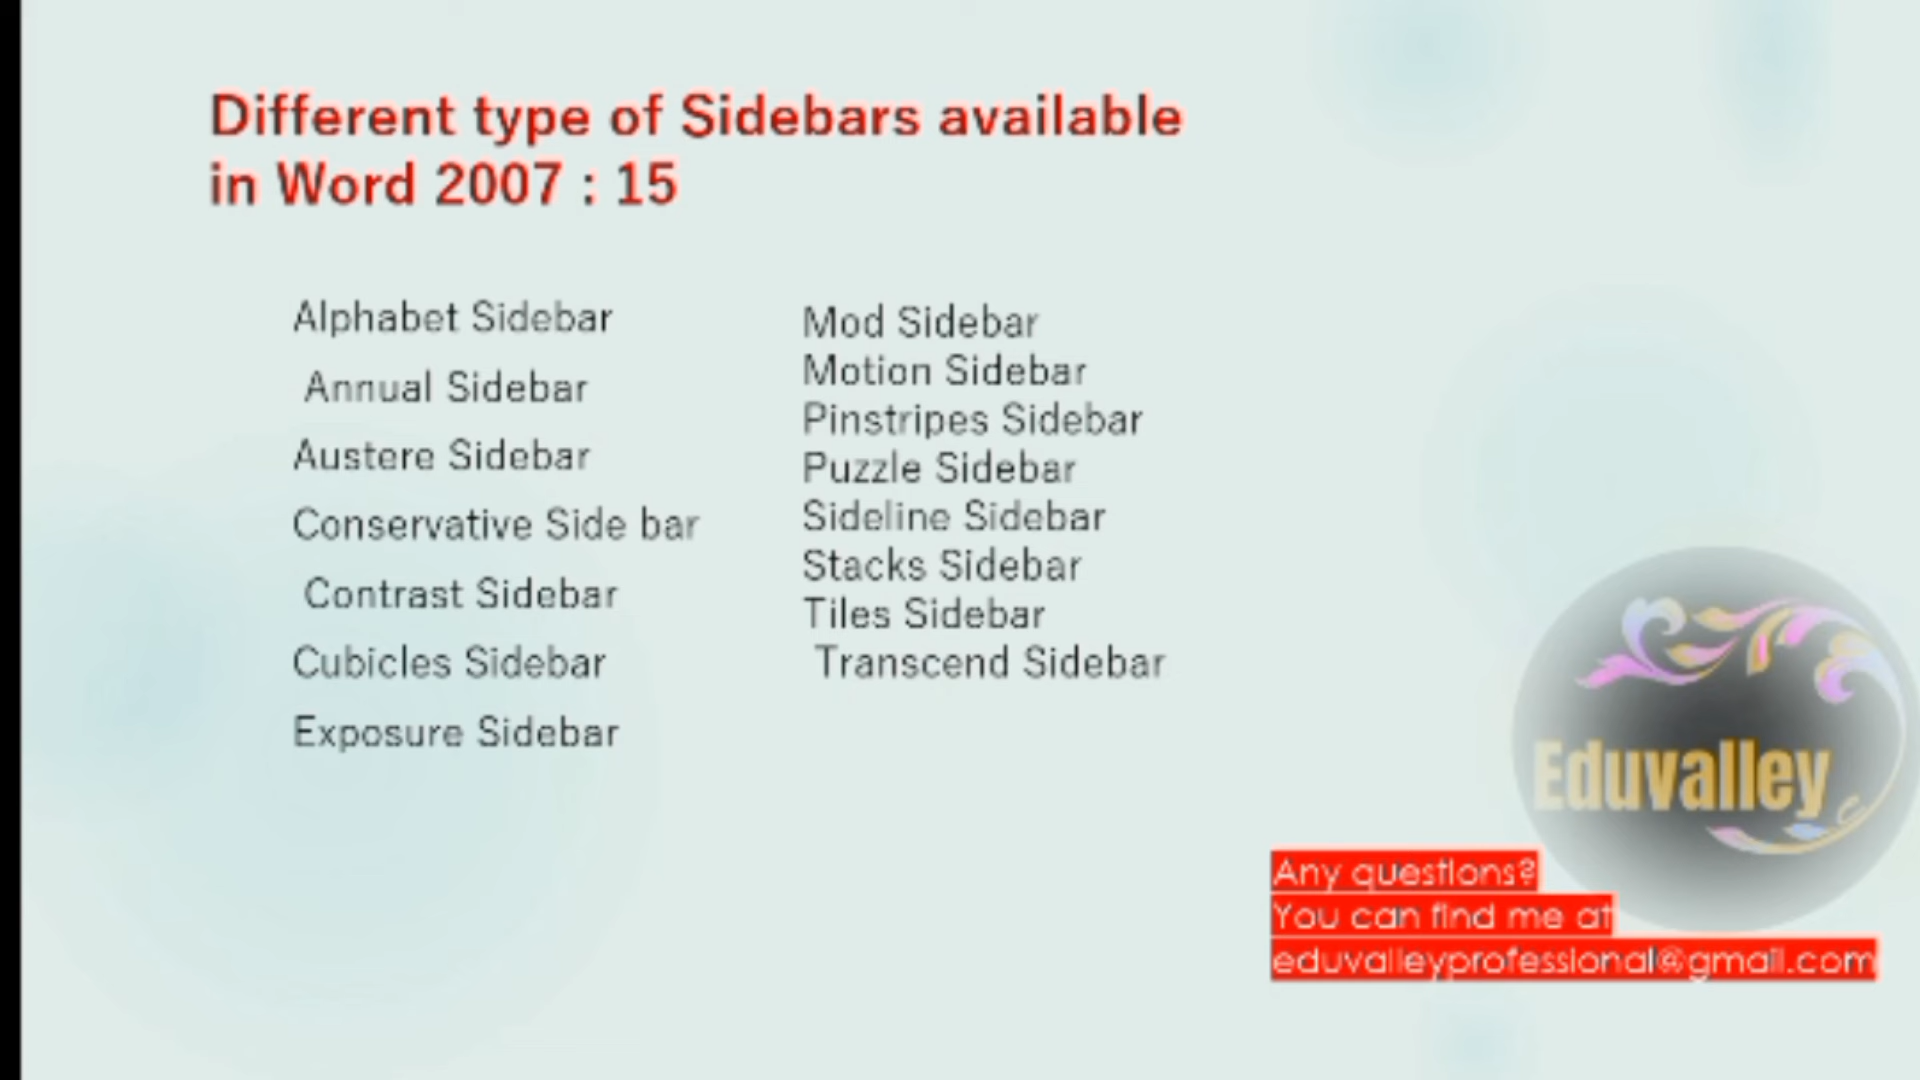 Different type of Sidebars available
in Word 2007 : 15
Alphabet Sidebar
Annual Sidebar
Austere Sidebar
Conservative Side bar
Contrast Sidebar
Cubicles Sidebar
Exposure Sidebar
Mod Sidebar
Motion Sidebar
Pinstripes Sidebar
Puzzle Sidebar
Sideline Sidebar
Stacks Sidebar
Tiles Sidebar
Transcend Sidebar
Eduvalley
Any questions?
You can find me at
eduvalleyprofessional@gmail.com